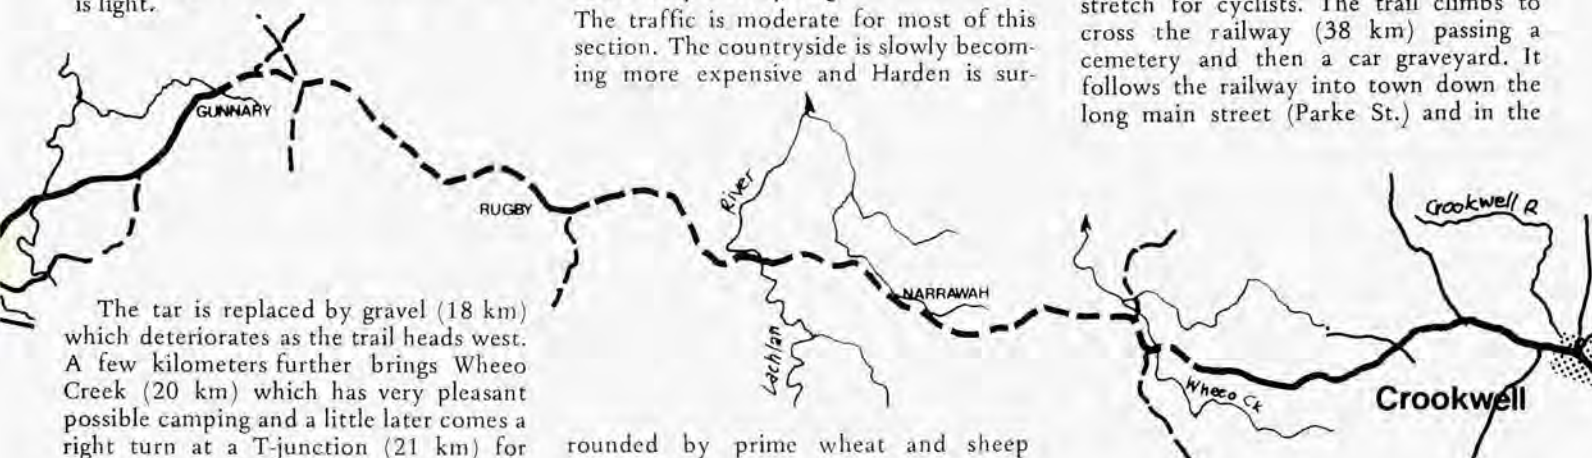 is light.
The tar is replaced by gravel (18 km)
which deteriorates as the trail heads west.
A few kilometers further brings Wheeo
Creek (20 km) which has very pleasant
possible camping and a little later comes a
right turn at a T-junction (21 km) for
The traffic is moderate for most of this
section. The countryside is slowly becom-
ing more expensive and Harden is sur-
rounded by prime wheat and sheep
stretch for cyclists. The trail climbs to
cross the railway (38 km) passing a
cemetery and then a car graveyard. It
follows the railway into town down the
long main street (Parke St.) and in the
GUNNARY
RUGBY
River
Lachlan
NARRAWAH
Wheeo Ck
Crookwell R
Crookwell